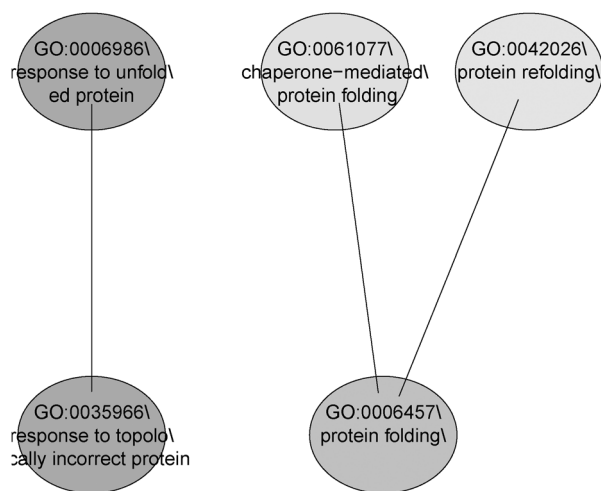 GO:0006986\
response to unfold\
ed protein
GO:0061077\
chaperone-mediated\
protein folding
GO:0042026\
protein refolding\
GO:0035966\
response to topolo\
cally incorrect protein
GO:0006457\
protein folding\